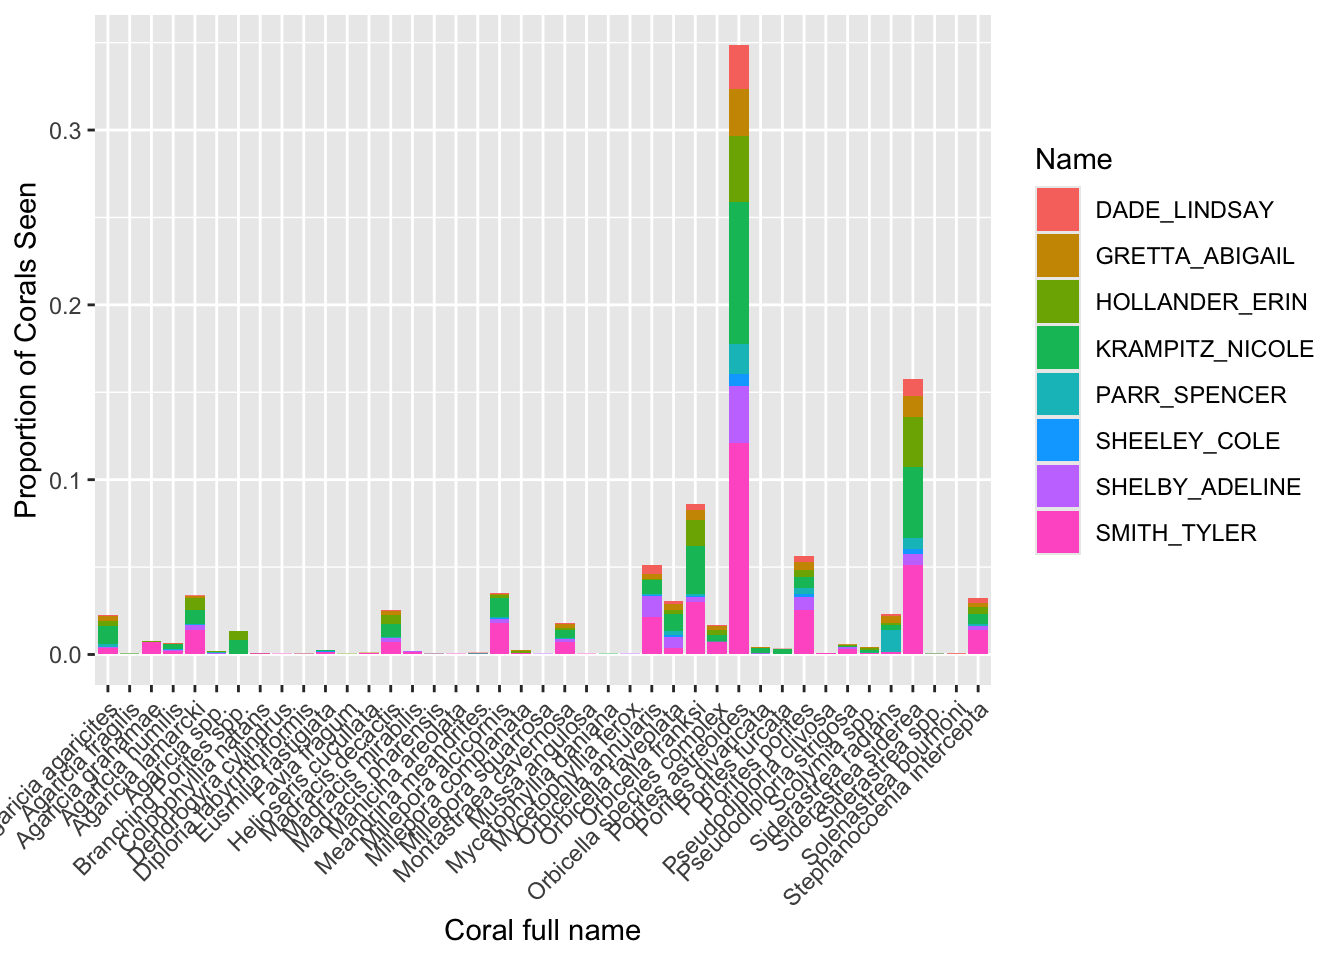 Proportion of Corals Seen
0.3
0.2
0.1
0.0
Agaricia fragilis
Agaricia grahamae
Agaricia humilis
Agaricia lamarcki
Agaricia spp.
Branching Porites spp.
Colpophyllia natans
Dendrogyra cylindrus
Diploria labyrinthiformis
Eusmilia fastigiata
Favia fragum
Helioseris cucullata
Madracis decactis
Madracis mirabilis
Madracis pharensis
Manicina areolata
Meandrina meandrites
Millepora alcicornis
Millepora complanata
Millepora squarrosa
Montastraea cavernosa
Mussa angulosa
Mycetophyllia daniana
Mycetophyllia ferox
Orbicella annularis
Orbicella faveolata
Orbicella franksi
Orbicella species complex
Porites astreoides
Porites divaricata
Porites furcata
Porites porites
Pseudodiploria clivosa
Pseudodiploria strigosa
Scolymia spp.
Siderastrea radians
Siderastrea siderea
Siderastrea spp.
Solenastrea bournoni
Stephanocoenia intercepta
Coral full name
Name
DADE_LINDSAY
GRETTA_ABIGAIL
HOLLANDER_ERIN
KRAMPITZ_NICOLE
PARR_SPENCER
SHEELEY_COLE
SHELBY_ADELINE
SMITH_TYLER